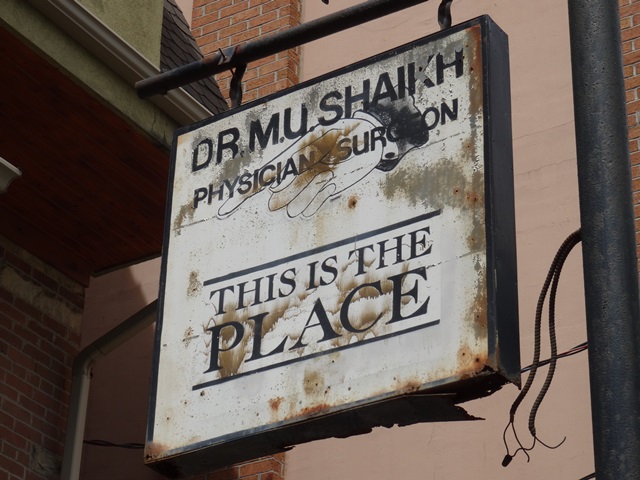 DR. M.U. SHAIKH
PHYSICIAN SURGEON
THIS IS THE
PLACE